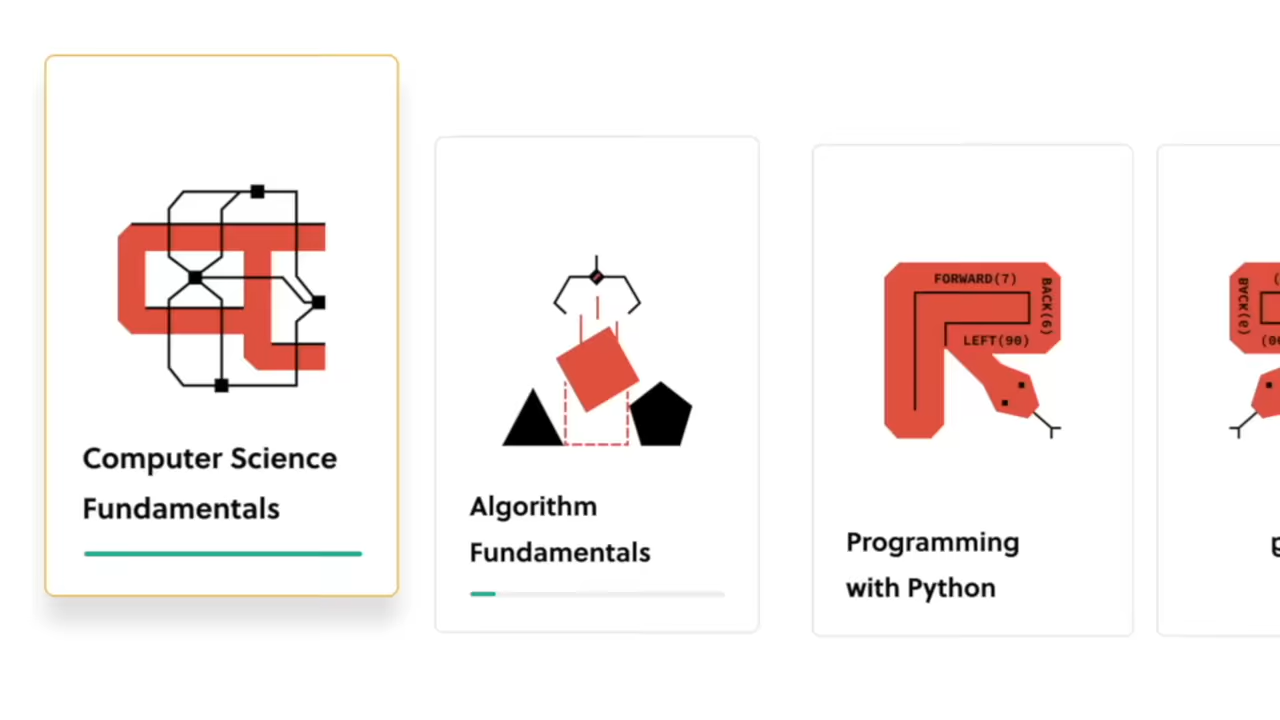 Computer Science
Fundamentals
Algorithm
Fundamentals
FORWARD(7)
BACK(6)
LEFT(90)
Programming
with Python